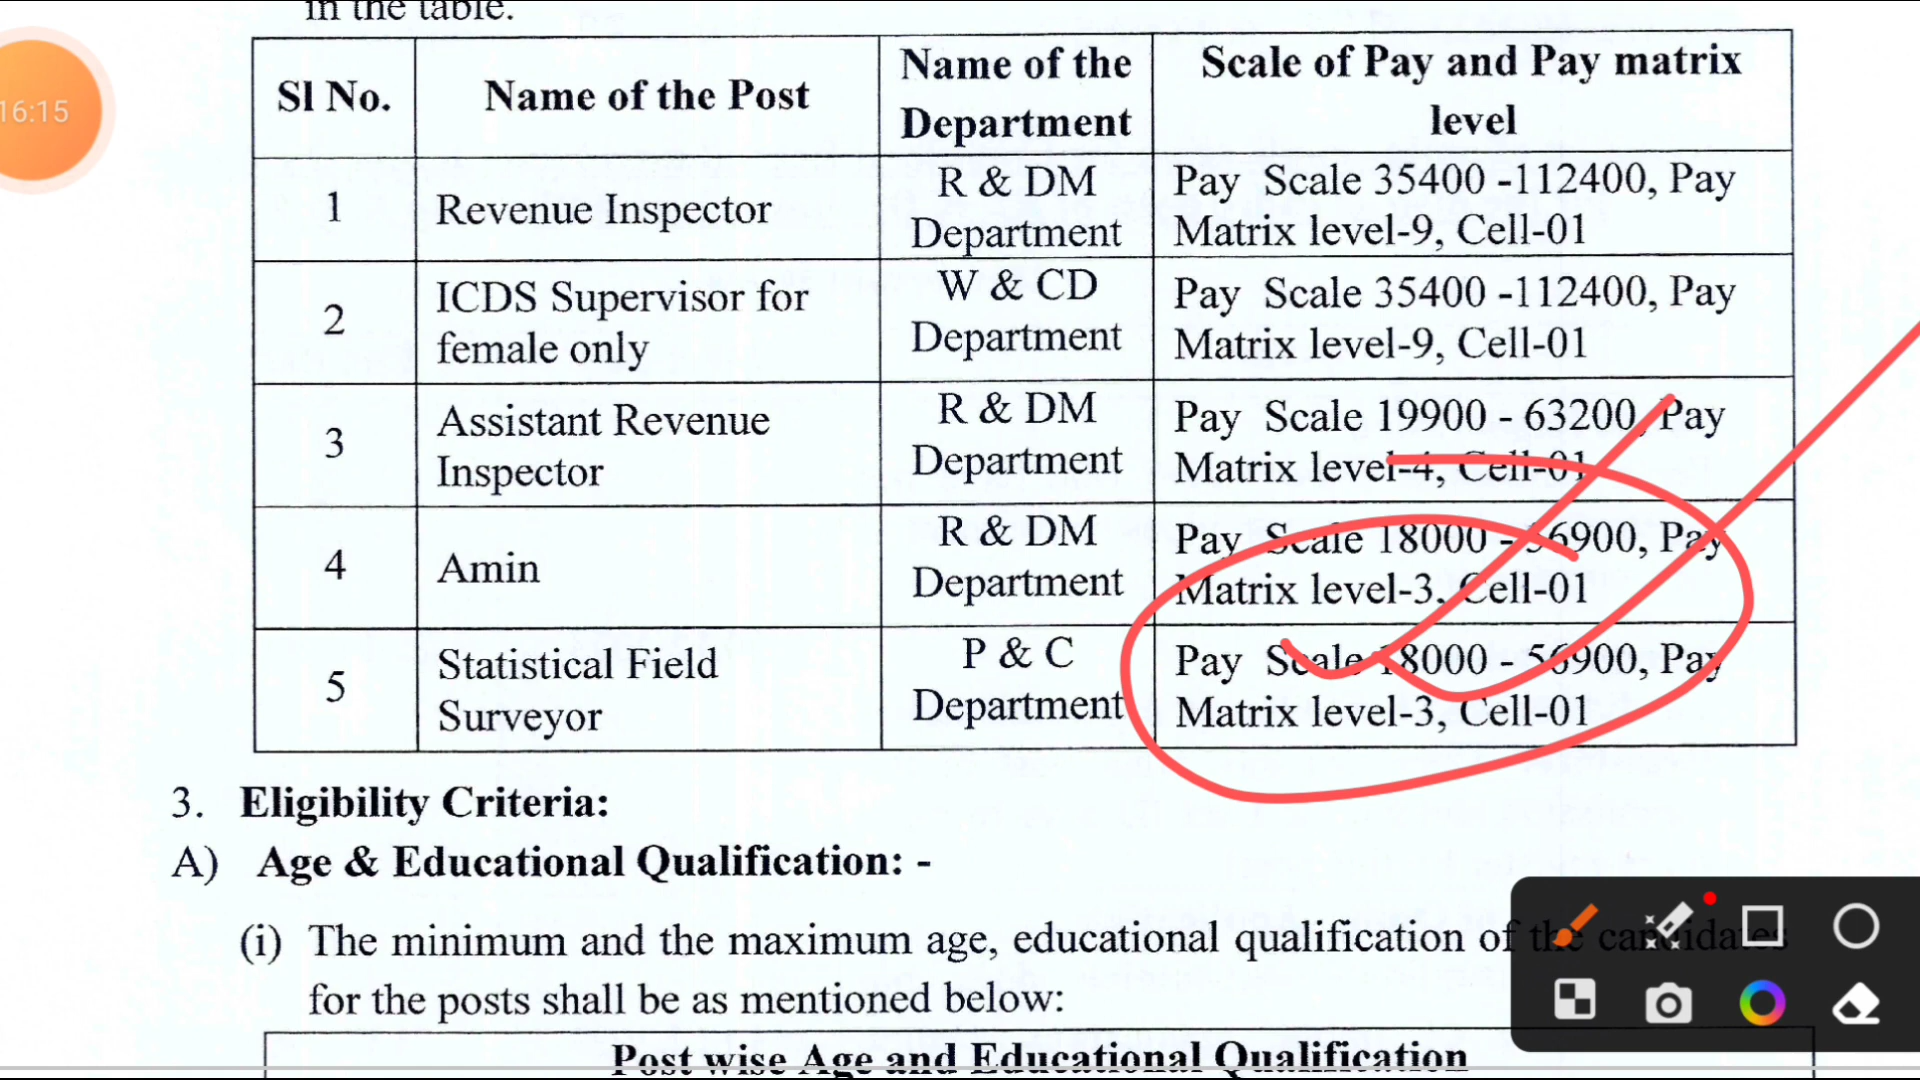 in the table.
16:15
Sl No.
Name of the Post
Name of the
Department
Scale of Pay and Pay matrix
level
1
Revenue Inspector
R & DM
Department
Pay Scale 35400 -112400, Pay
Matrix level-9, Cell-01
2
ICDS Supervisor for
female only
W & CD
Department
Pay Scale 35400 -112400, Pay
Matrix level-9, Cell-01
3
Assistant Revenue
Inspector
R & DM
Department
Pay Scale 19900 - 63200, Pay
Matrix level-4, Cell-01
4
Amin
R & DM
Department
Pay Scale 18000 - 56900, Pay
Matrix level-3, Cell-01
5
Statistical Field
Surveyor
P & C
Department
Pay Scale 18000 - 56900, Pay
Matrix level-3, Cell-01
3. Eligibility Criteria:
A) Age & Educational Qualification: -
(i) The minimum and the maximum age, educational qualification of the candidates
for the posts shall be as mentioned below:
Post wise Age and Educational Qualification